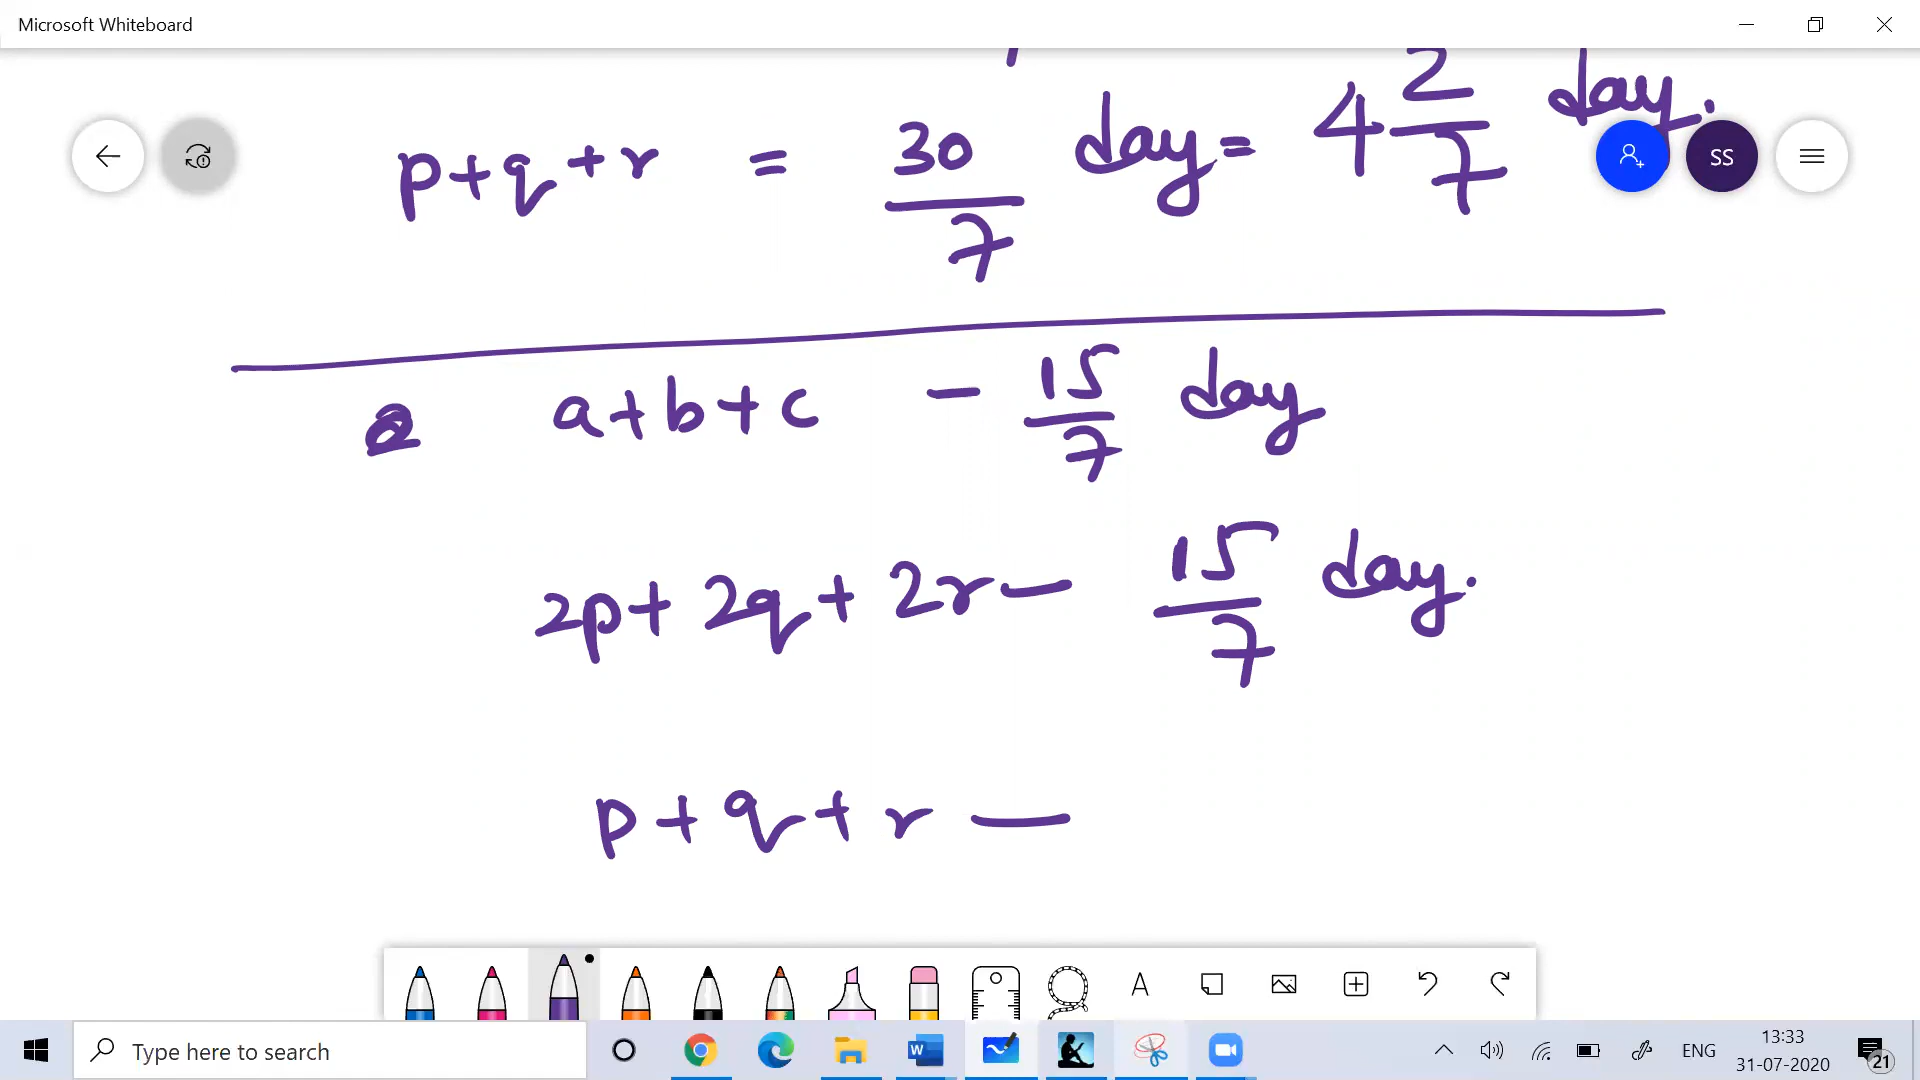 Microsoft Whiteboard
p+q+r = 30/7 day = 4 2/7 day.
SS
a+b+c - 15/7 day
2p+2q+2r - 15/7 day.
p+q+r -
A
Type here to search
ENG
13:33
31-07-2020
21